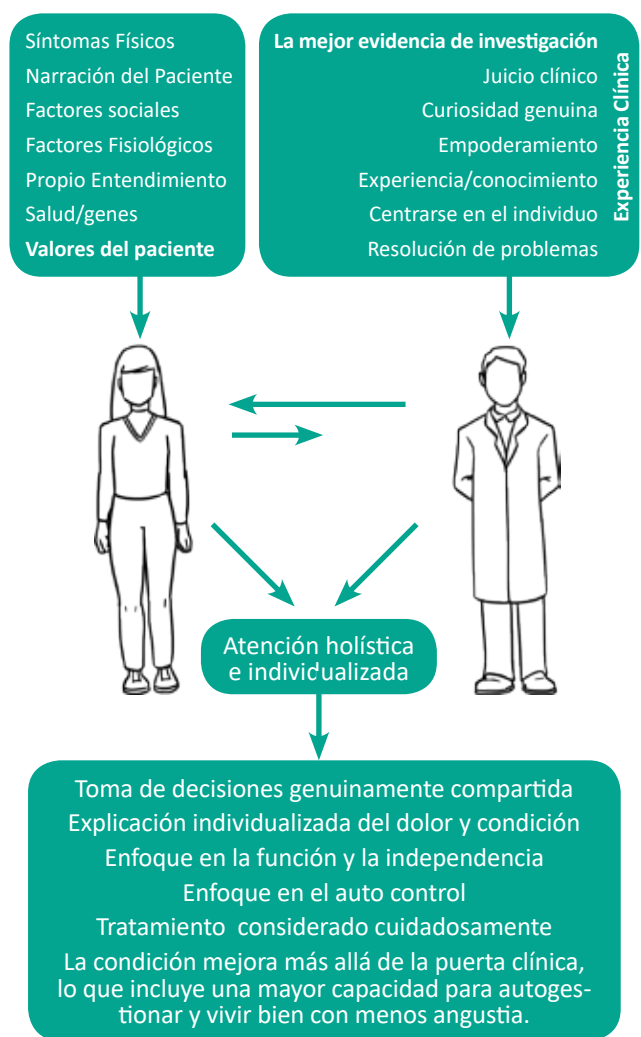 Síntomas Físicos
Narración del Paciente
Factores sociales
Factores Fisiológicos
Propio Entendimiento
Salud/genes
Valores del paciente
La mejor evidencia de investigación
Juicio clínico
Curiosidad genuina
Empoderamiento
Experiencia/conocimiento
Centrarse en el individuo
Resolución de problemas
Experiencia Clínica
Atención holística
e individualizada
Toma de decisiones genuinamente compartida
Explicación individualizada del dolor y condición
Enfoque en la función y la independencia
Enfoque en el auto control
Tratamiento considerado cuidadosamente
La condición mejora más allá de la puerta clínica,
lo que incluye una mayor capacidad para autoges-
tionar y vivir bien con menos angustia.